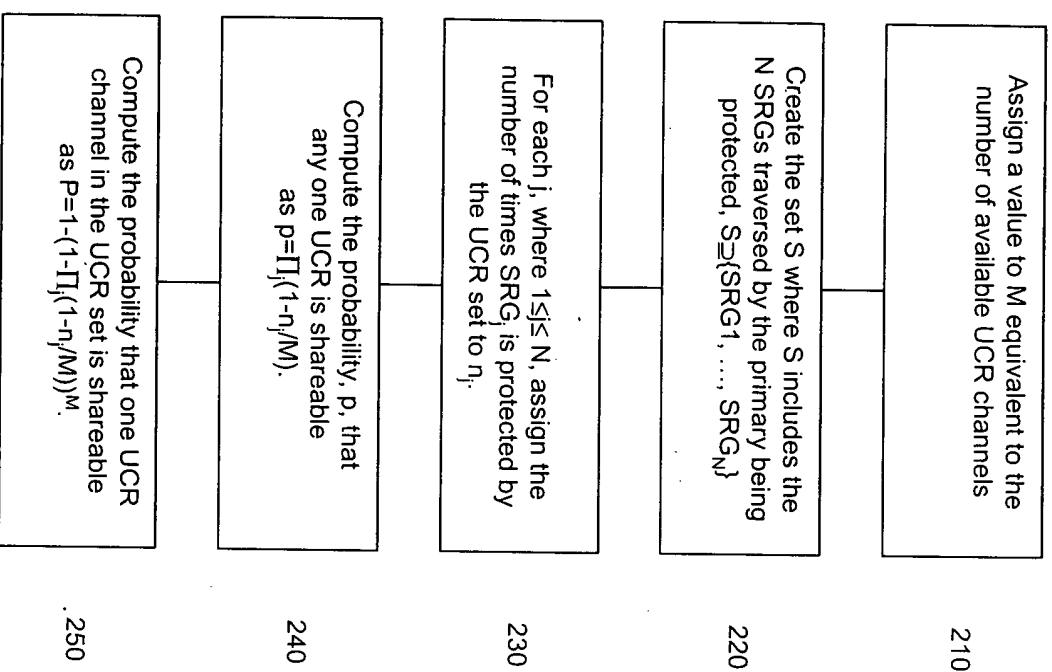 Assign a value to M equivalent to the
number of available UCR channels
210
Create the set S where S includes the
N SRGs traversed by the primary being
protected, S⊇{SRG1, ...., SRG_N}
220
For each j, where 1≤j≤ N, assign the
number of times SRG_j is protected by
the UCR set to n_j.
230
Compute the probability, p, that
any one UCR is shareable
as p=∏_j(1-n_j/M).
240
Compute the probability that one UCR
channel in the UCR set is shareable
as P=1-(1-∏_j(1-n_j/M))^M.
250